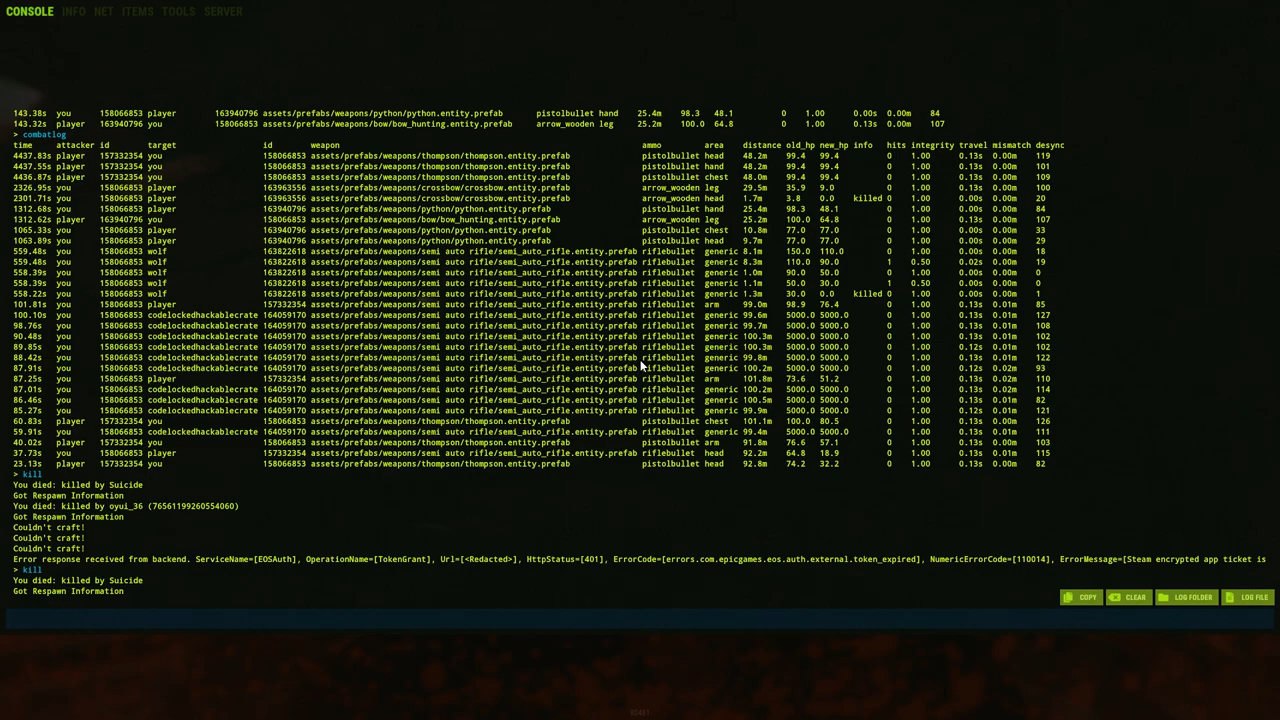 CONSOLE INFO NET ITEMS TOOLS SERVER
143.38s you 158066853 player 163940796 assets/prefabs/weapons/python/python.entity.prefab pistolbullet hand 25.4m 98.3 48.1 0 1.00 0.00s 0.00m 84
143.32s player 163940796 you 158066853 assets/prefabs/weapons/bow/bow_hunting.entity.prefab arrow_wooden leg 25.2m 100.0 64.8 0 1.00 0.13s 0.00m 107
> combatlog
time attacker id target id weapon ammo area distance old_hp new_hp info hits integrity travel mismatch desync
4437.83s player 157332354 you 158066853 assets/prefabs/weapons/thompson/thompson.entity.prefab pistolbullet head 48.2m 99.4 99.4 0 1.00 0.13s 0.00m 119
4437.55s player 157332354 you 158066853 assets/prefabs/weapons/thompson/thompson.entity.prefab pistolbullet hand 48.2m 99.4 99.4 0 1.00 0.13s 0.00m 101
4436.87s player 157332354 you 158066853 assets/prefabs/weapons/thompson/thompson.entity.prefab pistolbullet chest 48.0m 99.4 99.4 0 1.00 0.13s 0.00m 109
2326.95s you 158066853 player 163963556 assets/prefabs/weapons/crossbow/crossbow.entity.prefab arrow_wooden leg 29.5m 35.9 9.0 0 1.00 0.00s 0.00m 100
2301.71s you 158066853 player 163963556 assets/prefabs/weapons/crossbow/crossbow.entity.prefab arrow_wooden head 1.7m 3.8 0.0 killed 0 1.00 0.00s 0.00m 20
1312.68s you 158066853 player 163940796 assets/prefabs/weapons/python/python.entity.prefab pistolbullet hand 25.4m 98.3 48.1 0 1.00 0.00s 0.00m 84
1312.62s player 163940796 you 158066853 assets/prefabs/weapons/bow/bow_hunting.entity.prefab arrow_wooden leg 25.2m 100.0 64.8 0 1.00 0.13s 0.00m 107
1065.33s you 158066853 player 163940796 assets/prefabs/weapons/python/python.entity.prefab pistolbullet chest 10.8m 77.0 77.0 0 1.00 0.00s 0.00m 33
1063.89s you 158066853 player 163940796 assets/prefabs/weapons/python/python.entity.prefab pistolbullet head 9.7m 77.0 77.0 0 1.00 0.00s 0.00m 29
559.48s you 158066853 wolf 163822618 assets/prefabs/weapons/semi auto rifle/semi_auto_rifle.entity.prefab riflebullet generic 8.1m 150.0 110.0 0 1.00 0.00s 0.00m 18
559.48s you 158066853 wolf 163822618 assets/prefabs/weapons/semi auto rifle/semi_auto_rifle.entity.prefab riflebullet generic 8.3m 110.0 90.0 1 0.50 0.02s 0.00m 19
558.39s you 158066853 wolf 163822618 assets/prefabs/weapons/semi auto rifle/semi_auto_rifle.entity.prefab riflebullet generic 1.0m 90.0 50.0 0 1.00 0.00s 0.00m 0
558.39s you 158066853 wolf 163822618 assets/prefabs/weapons/semi auto rifle/semi_auto_rifle.entity.prefab riflebullet generic 1.1m 50.0 30.0 1 0.50 0.00s 0.00m 0
558.22s you 158066853 wolf 163822618 assets/prefabs/weapons/semi auto rifle/semi_auto_rifle.entity.prefab riflebullet generic 1.3m 30.0 0.0 killed 0 1.00 0.00s 0.00m 1
101.81s you 158066853 player 157332354 assets/prefabs/weapons/semi auto rifle/semi_auto_rifle.entity.prefab riflebullet arm 99.0m 98.9 76.4 0 1.00 0.13s 0.01m 85
100.10s you 158066853 codelockedhackablecrate 164059170 assets/prefabs/weapons/semi auto rifle/semi_auto_rifle.entity.prefab riflebullet generic 99.6m 5000.0 5000.0 0 1.00 0.13s 0.01m 127
98.76s you 158066853 codelockedhackablecrate 164059170 assets/prefabs/weapons/semi auto rifle/semi_auto_rifle.entity.prefab riflebullet generic 99.7m 5000.0 5000.0 0 1.00 0.13s 0.01m 108
90.48s you 158066853 codelockedhackablecrate 164059170 assets/prefabs/weapons/semi auto rifle/semi_auto_rifle.entity.prefab riflebullet generic 100.3m 5000.0 5000.0 0 1.00 0.13s 0.01m 102
89.85s you 158066853 codelockedhackablecrate 164059170 assets/prefabs/weapons/semi auto rifle/semi_auto_rifle.entity.prefab riflebullet generic 100.3m 5000.0 5000.0 0 1.00 0.12s 0.01m 102
88.42s you 158066853 codelockedhackablecrate 164059170 assets/prefabs/weapons/semi auto rifle/semi_auto_rifle.entity.prefab riflebullet generic 99.8m 5000.0 5000.0 0 1.00 0.13s 0.01m 122
87.91s you 158066853 codelockedhackablecrate 164059170 assets/prefabs/weapons/semi auto rifle/semi_auto_rifle.entity.prefab riflebullet generic 100.2m 5000.0 5000.0 0 1.00 0.12s 0.02m 93
87.25s you 158066853 player 157332354 assets/prefabs/weapons/semi auto rifle/semi_auto_rifle.entity.prefab riflebullet arm 101.8m 73.6 51.2 0 1.00 0.13s 0.02m 110
87.01s you 158066853 codelockedhackablecrate 164059170 assets/prefabs/weapons/semi auto rifle/semi_auto_rifle.entity.prefab riflebullet generic 100.2m 5000.0 5000.0 0 1.00 0.13s 0.02m 114
86.46s you 158066853 codelockedhackablecrate 164059170 assets/prefabs/weapons/semi auto rifle/semi_auto_rifle.entity.prefab riflebullet generic 100.5m 5000.0 5000.0 0 1.00 0.13s 0.01m 82
85.27s you 158066853 codelockedhackablecrate 164059170 assets/prefabs/weapons/semi auto rifle/semi_auto_rifle.entity.prefab riflebullet generic 99.9m 5000.0 5000.0 0 1.00 0.12s 0.01m 121
60.83s player 157332354 you 158066853 assets/prefabs/weapons/thompson/thompson.entity.prefab pistolbullet chest 101.1m 100.0 80.5 0 1.00 0.13s 0.00m 126
59.91s you 158066853 codelockedhackablecrate 164059170 assets/prefabs/weapons/semi auto rifle/semi_auto_rifle.entity.prefab riflebullet generic 99.4m 5000.0 5000.0 0 1.00 0.13s 0.01m 111
40.02s player 157332354 you 158066853 assets/prefabs/weapons/thompson/thompson.entity.prefab pistolbullet arm 91.8m 76.6 57.1 0 1.00 0.13s 0.00m 103
37.73s you 158066853 player 157332354 assets/prefabs/weapons/semi auto rifle/semi_auto_rifle.entity.prefab riflebullet head 92.2m 64.8 18.9 0 1.00 0.13s 0.01m 115
23.13s player 157332354 you 158066853 assets/prefabs/weapons/thompson/thompson.entity.prefab pistolbullet head 92.8m 74.2 32.2 0 1.00 0.13s 0.00m 82
> kill
You died: killed by Suicide
Got Respawn Information
You died: killed by oyui_36 (76561199260554060)
Got Respawn Information
Couldn't craft!
Couldn't craft!
Couldn't craft!
Error response received from backend. ServiceName=[EOSAuth], OperationName=[TokenGrant], Url=[<Redacted>], HttpStatus=[401], ErrorCode=[errors.com.epicgames.eos.auth.external.token_expired], NumericErrorCode=[110014], ErrorMessage=[Steam encrypted app ticket is
> kill
You died: killed by Suicide
Got Respawn Information
COPY CLEAR LOG FOLDER LOG FILE